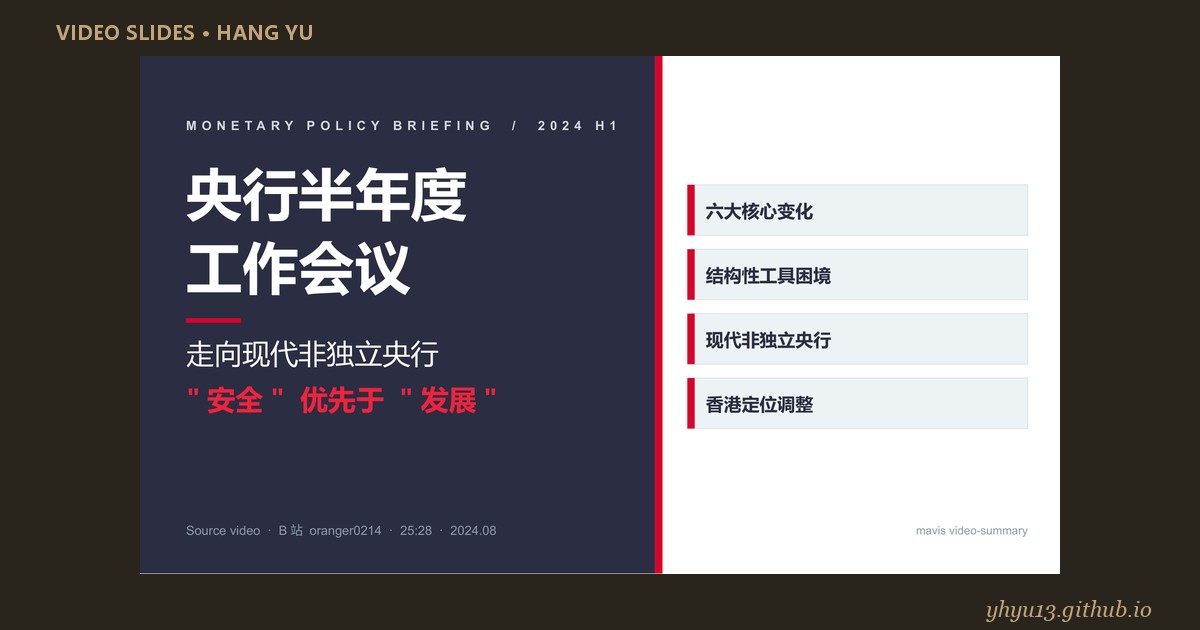 VIDEO SLIDES • HANG YU
MONETARY POLICY BRIEFING / 2024 H1
央行半年度
工作会议
走向现代非独立央行
"安全" 优先于 "发展"
Source video · B 站 oranger0214 · 25:28 · 2024.08
六大核心变化
结构性工具困境
现代非独立央行
香港定位调整
mavis video-summary
yhyu13.github.io